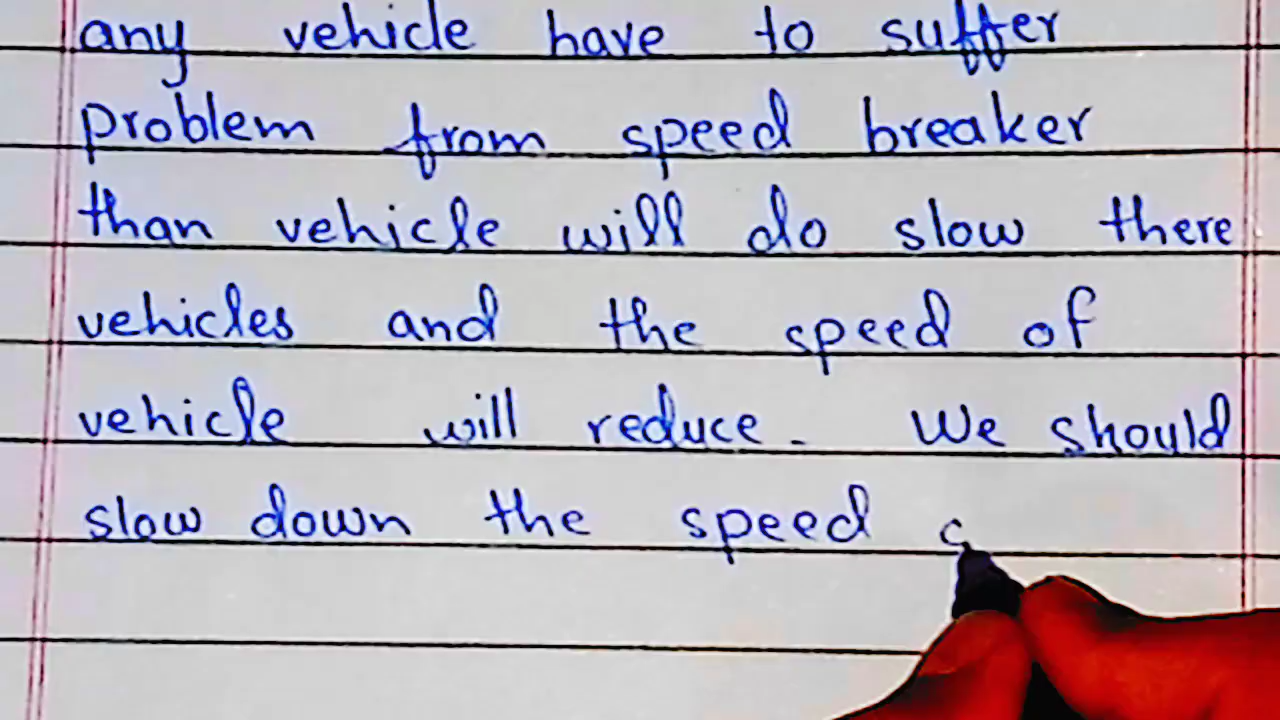 any vehicle have to suffer
problem from speed breaker
than vehicle will do slow there
vehicles and the speed of
vehicle will reduce. We should
slow down the speed